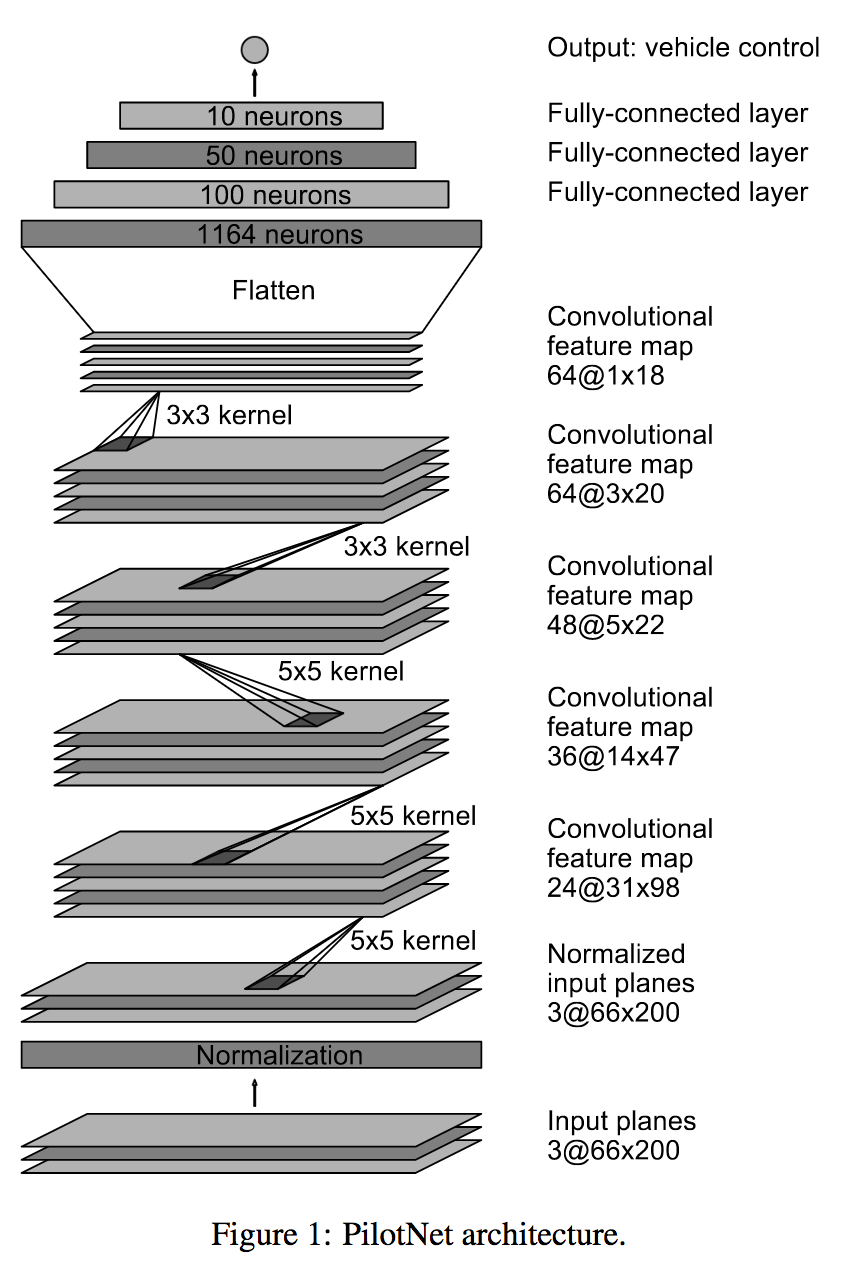 Output: vehicle control
10 neurons
Fully-connected layer
50 neurons
Fully-connected layer
100 neurons
Fully-connected layer
1164 neurons
Flatten
Convolutional
feature map
64@1x18
3x3 kernel
Convolutional
feature map
64@3x20
3x3 kernel
Convolutional
feature map
48@5x22
5x5 kernel
Convolutional
feature map
36@14x47
5x5 kernel
Convolutional
feature map
24@31x98
5x5 kernel
Normalized
input planes
3@66x200
Normalization
Input planes
3@66x200
Figure 1: PilotNet architecture.